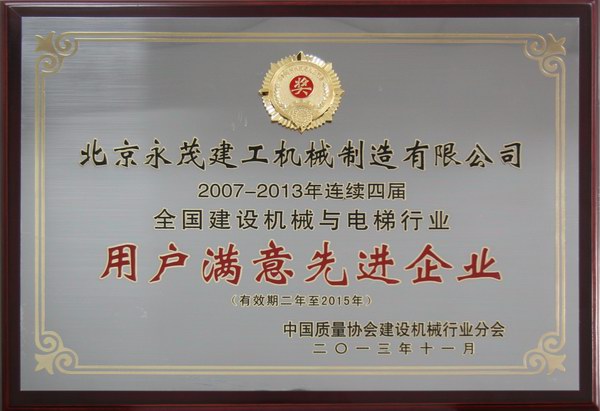 奖
北京永茂建工机械制造有限公司
2007-2013年连续四届
全国建设机械与电梯行业
用户满意先进企业
(有效期二年至2015年)
中国质量协会建设机械行业分会
二〇一三年十一月